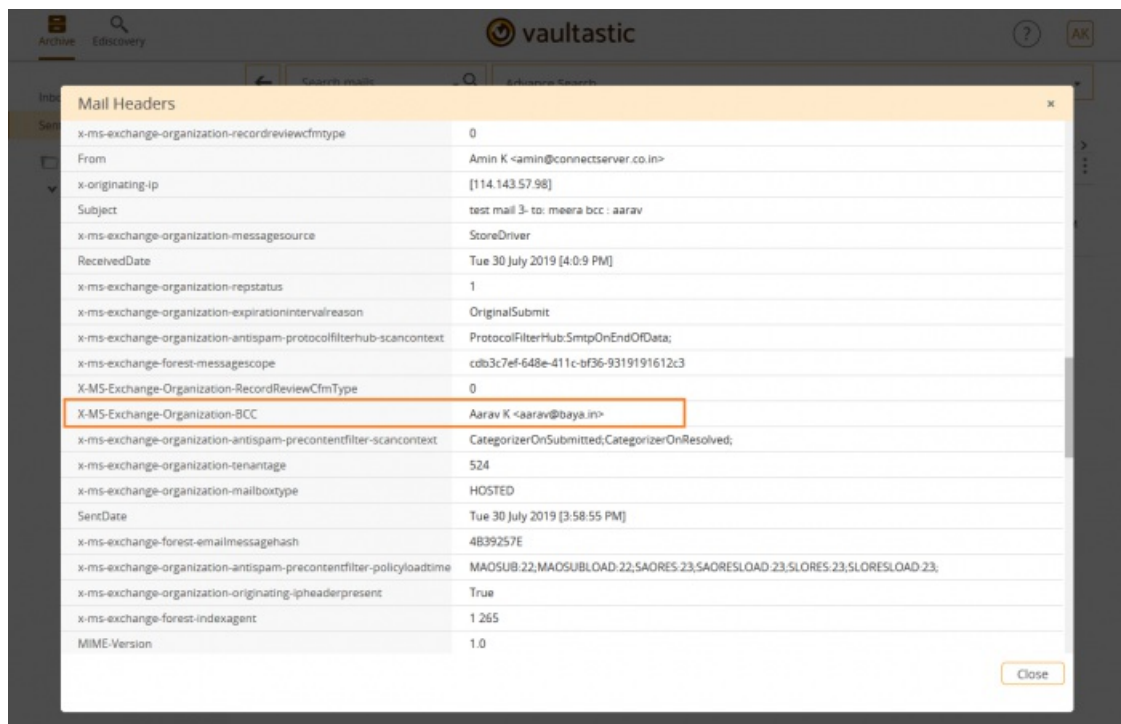 Archive Ediscovery vaultastic ? AK
Search mails Advance Search
Mail Headers ×
x-ms-exchange-organization-recordreviewcfmtype 0
From Amin K <amin@connectserver.co.in>
x-originating-ip [114.143.57.98]
Subject test mail 3- to: meera bcc : aarav
x-ms-exchange-organization-messagesource StoreDriver
ReceivedDate Tue 30 July 2019 [4:0:9 PM]
x-ms-exchange-organization-repstatus 1
x-ms-exchange-organization-expirationintervalreason OriginalSubmit
x-ms-exchange-organization-antispam-protocolfilterhub-scancontext ProtocolFilterHub:SmtpOnEndOfData;
x-ms-exchange-forest-messagescope cdb3c7ef-648e-411c-bf36-9319191612c3
X-MS-Exchange-Organization-RecordReviewCfmType 0
X-MS-Exchange-Organization-BCC Aarav K <aarav@baya.in>
x-ms-exchange-organization-antispam-precontentfilter-scancontext CategorizerOnSubmitted;CategorizerOnResolved;
x-ms-exchange-organization-tenantage 524
x-ms-exchange-organization-mailboxtype HOSTED
SentDate Tue 30 July 2019 [3:58:55 PM]
x-ms-exchange-forest-emailmessagehash 4B39257E
x-ms-exchange-organization-antispam-precontentfilter-policyloadtime MAOSUB:22,MAOSUBLOAD:22,SAORES:23,SAORESLOAD:23,SLORES:23,SLORESLOAD:23;
x-ms-exchange-organization-originating-ipheaderpresent True
x-ms-exchange-forest-indexagent 1 265
MIME-Version 1.0
Close